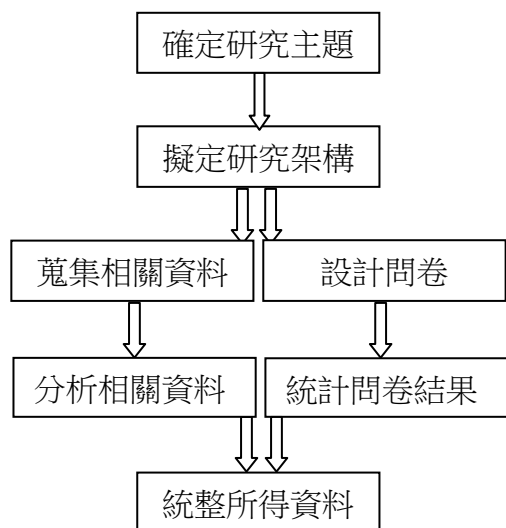 確定研究主題
擬定研究架構
蒐集相關資料
設計問卷
分析相關資料
統計問卷結果
統整所得資料